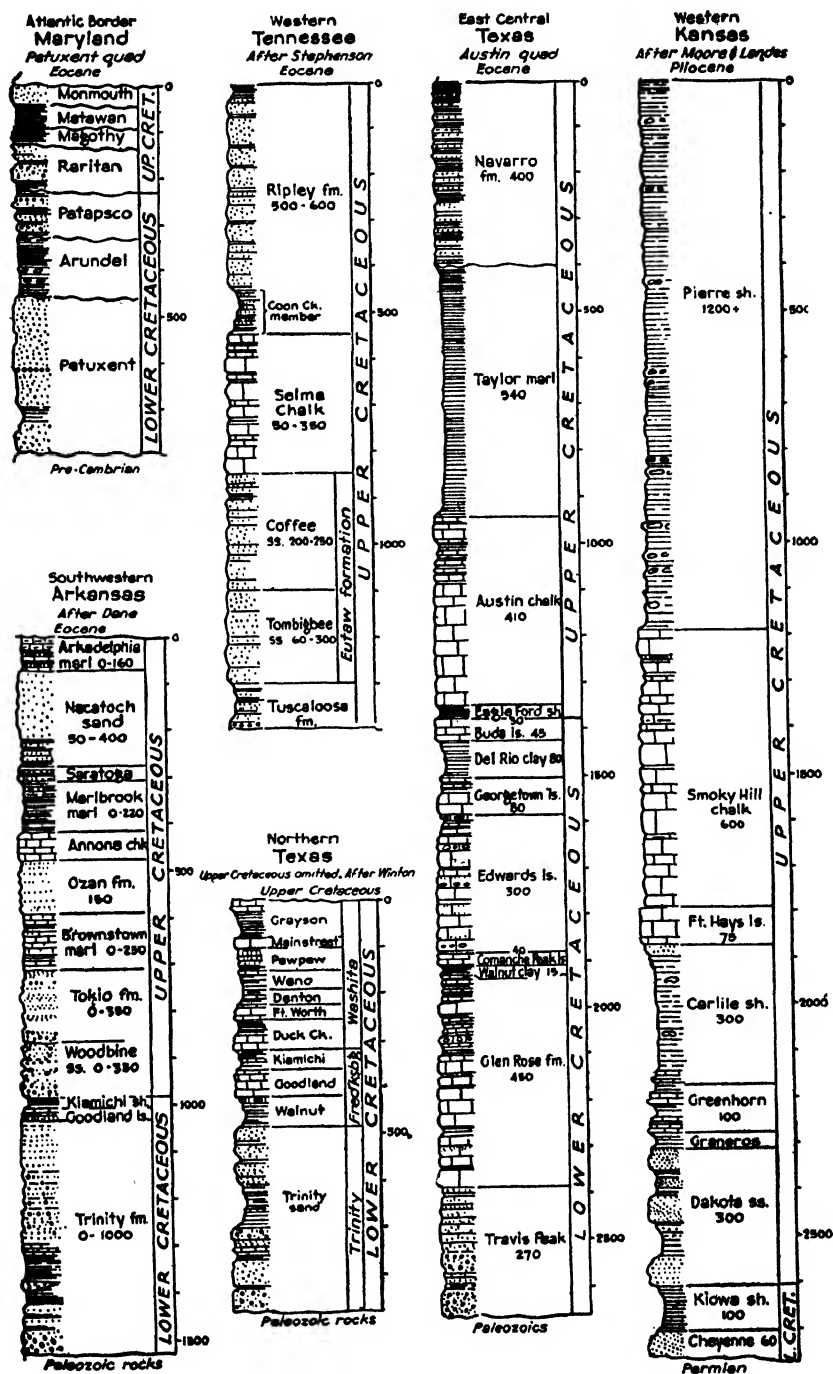 Atlantic Border
Maryland
Patuxent quad
Eocene
Monmouth
Matawan
Magothy
Raritan
Patapsco
Arundel
Patuxent
Pre-Cambrian
UP. CRET.
LOWER CRETACEOUS
0
500
Western
Tennessee
After Stephenson
Eocene
Ripley fm.
500-600
Coon Ck.
member
Selma
Chalk
50-350
Coffee
ss. 200-250
Tombigbee
ss 60-300
Tuscaloosa
fm.
Eutaw formation
UPPER CRETACEOUS
0
500
1000
East Central
Texas
Austin quad
Eocene
Navarro
fm. 400
Taylor marl
540
Austin chalk
410
Eagle Ford sh.
0-30
Buda ls. 45
Del Rio clay 80
Georgetown ls.
80
Edwards ls.
300
40
Comanche Peak ls
Walnut clay 15
Glen Rose fm.
450
Travis Peak
270
Paleozoics
UPPER CRETACEOUS
LOWER CRETACEOUS
0
500
1000
1500
2000
2500
Western
Kansas
After Moore & Landes
Pliocene
Pierre sh.
1200+
Smoky Hill
chalk
600
Ft. Hays ls.
75
Carlile sh.
300
Greenhorn
100
Graneros
Dakota ss.
300
Kiowa sh.
100
Cheyenne 60
Permian
UPPER CRETACEOUS
L. CRET.
0
500
1000
1500
2000
2500
Southwestern
Arkansas
After Dane
Eocene
Arkadelphia
marl 0-160
Nacatoch
sand
50-400
Saratoga
Marlbrook
marl 0-220
Annona chk
Ozan fm.
150
Brownstown
marl 0-250
Tokio fm.
0-350
Woodbine
ss. 0-350
Kiamichi sh.
Goodland ls.
Trinity fm.
0-1000
Paleozoic rocks
UPPER CRETACEOUS
LOWER CRETACEOUS
0
500
1000
1500
Northern
Texas
Upper Cretaceous omitted. After Winton
Upper Cretaceous
Grayson
Mainstreet
Pawpaw
Weno
Denton
Ft. Worth
Duck Ck.
Kiamichi
Goodland
Walnut
Trinity
sand
Paleozoic rocks
Washita
Fred'ksb'g
Trinity
LOWER CRETACEOUS
0
500